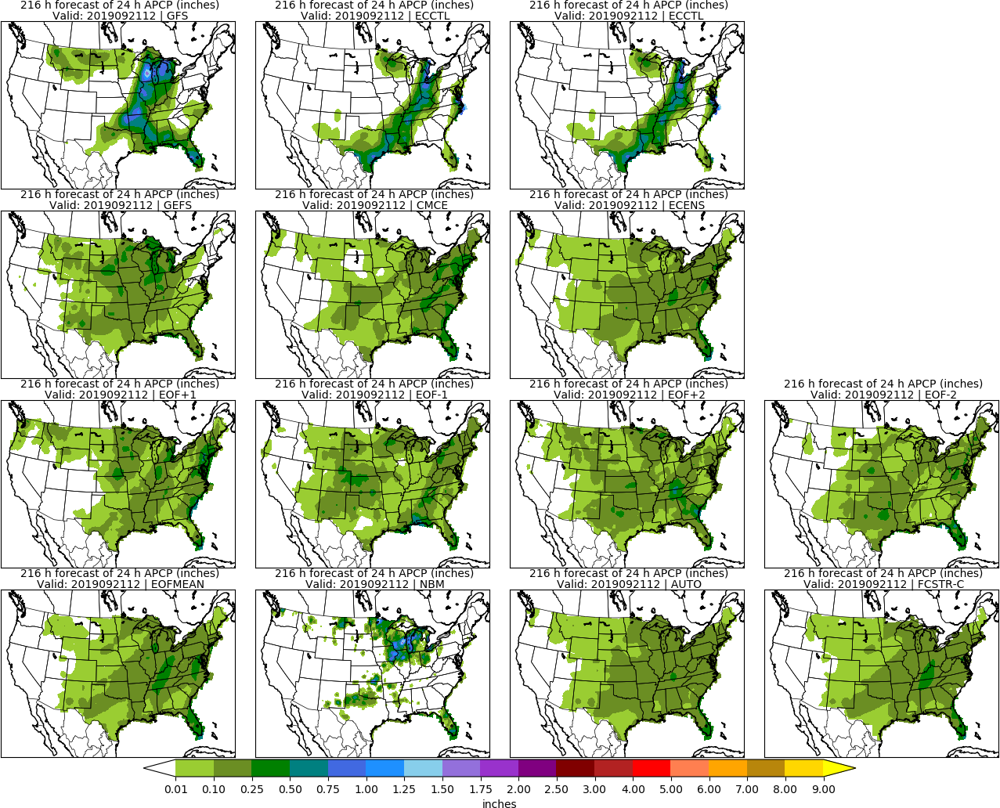 216 h forecast of 24 h APCP (inches)
Valid: 2019092112 | GFS
216 h forecast of 24 h APCP (inches)
Valid: 2019092112 | ECCTL
216 h forecast of 24 h APCP (inches)
Valid: 2019092112 | ECCTL
216 h forecast of 24 h APCP (inches)
Valid: 2019092112 | GEFS
216 h forecast of 24 h APCP (inches)
Valid: 2019092112 | CMCE
216 h forecast of 24 h APCP (inches)
Valid: 2019092112 | ECENS
216 h forecast of 24 h APCP (inches)
Valid: 2019092112 | EOF+1
216 h forecast of 24 h APCP (inches)
Valid: 2019092112 | EOF-1
216 h forecast of 24 h APCP (inches)
Valid: 2019092112 | EOF+2
216 h forecast of 24 h APCP (inches)
Valid: 2019092112 | EOF-2
216 h forecast of 24 h APCP (inches)
Valid: 2019092112 | EOFMEAN
216 h forecast of 24 h APCP (inches)
Valid: 2019092112 | NBM
216 h forecast of 24 h APCP (inches)
Valid: 2019092112 | AUTO
216 h forecast of 24 h APCP (inches)
Valid: 2019092112 | FCSTR-C
0.01 0.10 0.25 0.50 0.75 1.00 1.25 1.50 1.75 2.00 2.50 3.00 4.00 5.00 6.00 7.00 8.00 9.00
inches